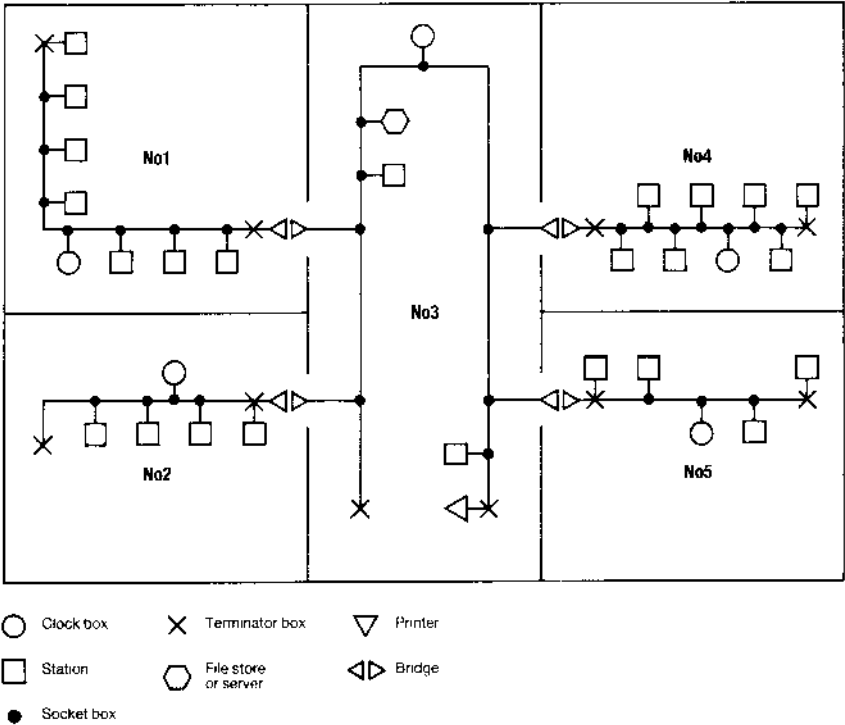 No1
No4
No3
No2
No5
Clock box
Terminator box
Printer
Station
File store
or server
Bridge
Socket box